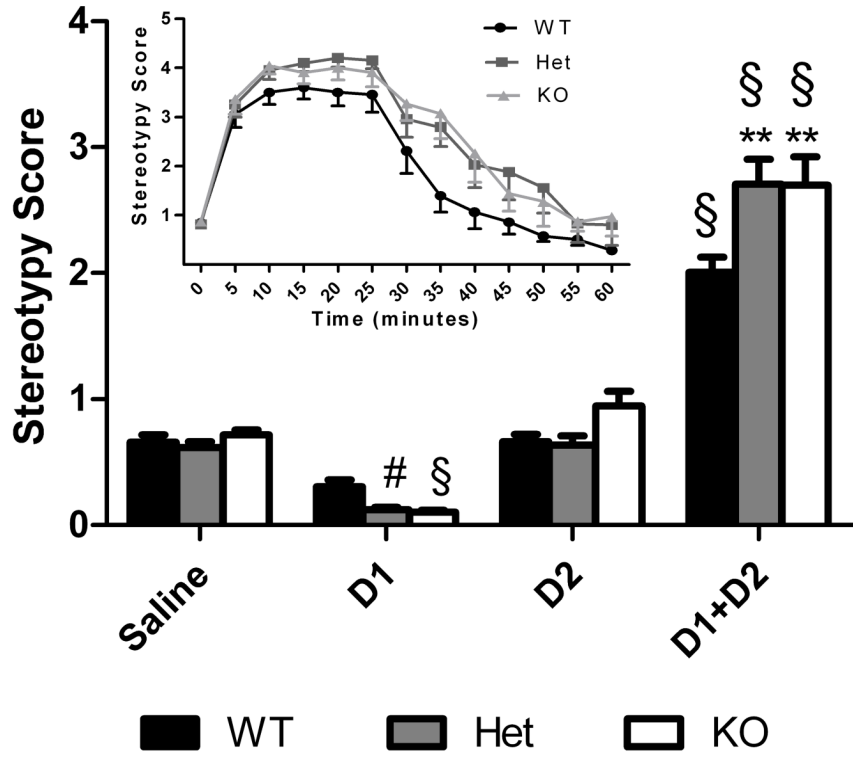 Stereotypy Score
4
3
2
1
0
Stereotypy Score
5
4
3
2
1
WT
Het
KO
0 5 10 15 20 25 30 35 40 45 50 55 60
Time (minutes)
# §
§
§ §
** **
Saline D1 D2 D1+D2
WT Het KO